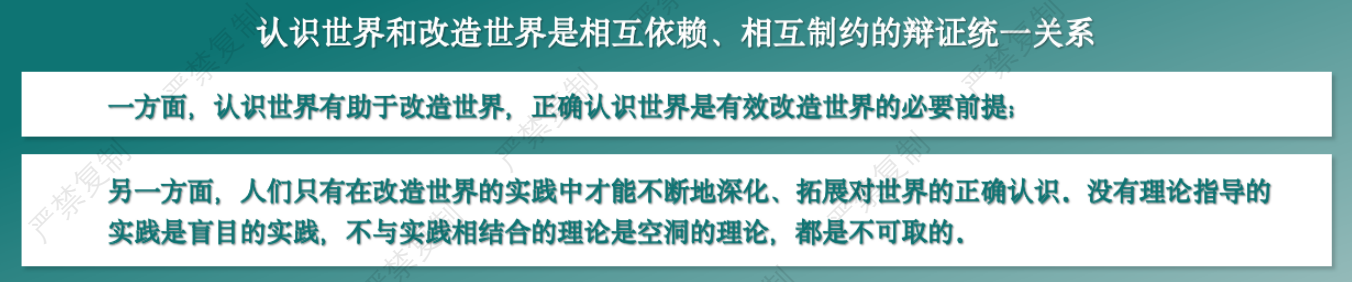 认识世界和改造世界是相互依赖、相互制约的辩证统一关系
一方面，认识世界有助于改造世界，正确认识世界是有效改造世界的必要前提；
另一方面，人们只有在改造世界的实践中才能不断地深化、拓展对世界的正确认识．没有理论指导的
实践是盲目的实践，不与实践相结合的理论是空洞的理论，都是不可取的．
严禁复制
严禁复制
严禁复制
严禁复制
严禁复制